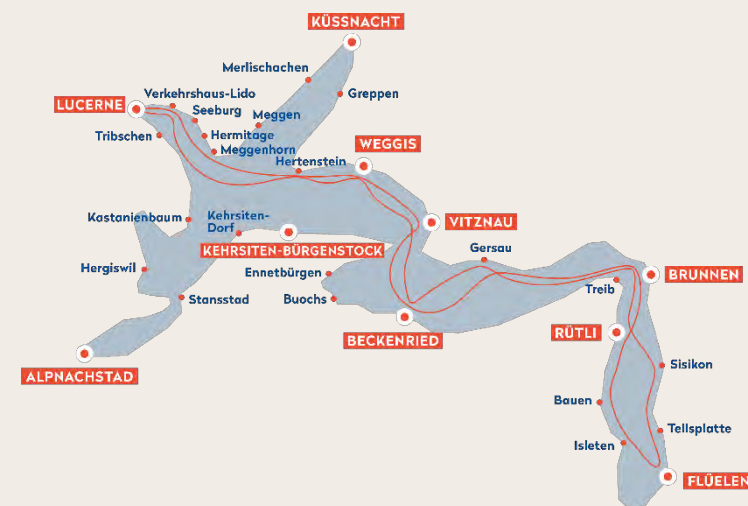 KÜSSNACHT
Merlischachen
Verkehrshaus-Lido
Greppen
LUCERNE
Seeburg
Meggen
Tribschen
Hermitage
WEGGIS
Meggenhorn
Hertenstein
Kastanienbaum
Kehrsiten-
Dorf
VITZNAU
KEHRSITEN-BÜRGENSTOCK
Gersau
Hergiswil
Ennetbürgen
BRUNNEN
Treib
Stansstad
Buochs
RÜTLI
BECKENRIED
Sisikon
ALPNACHSTAD
Bauen
Tellsplatte
Isleten
FLÜELEN